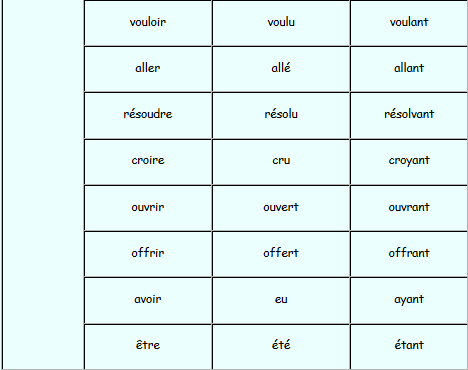 vouloir voulu voulant
aller allé allant
résoudre résolu résolvant
croire cru croyant
ouvrir ouvert ouvrant
offrir offert offrant
avoir eu ayant
être été étant